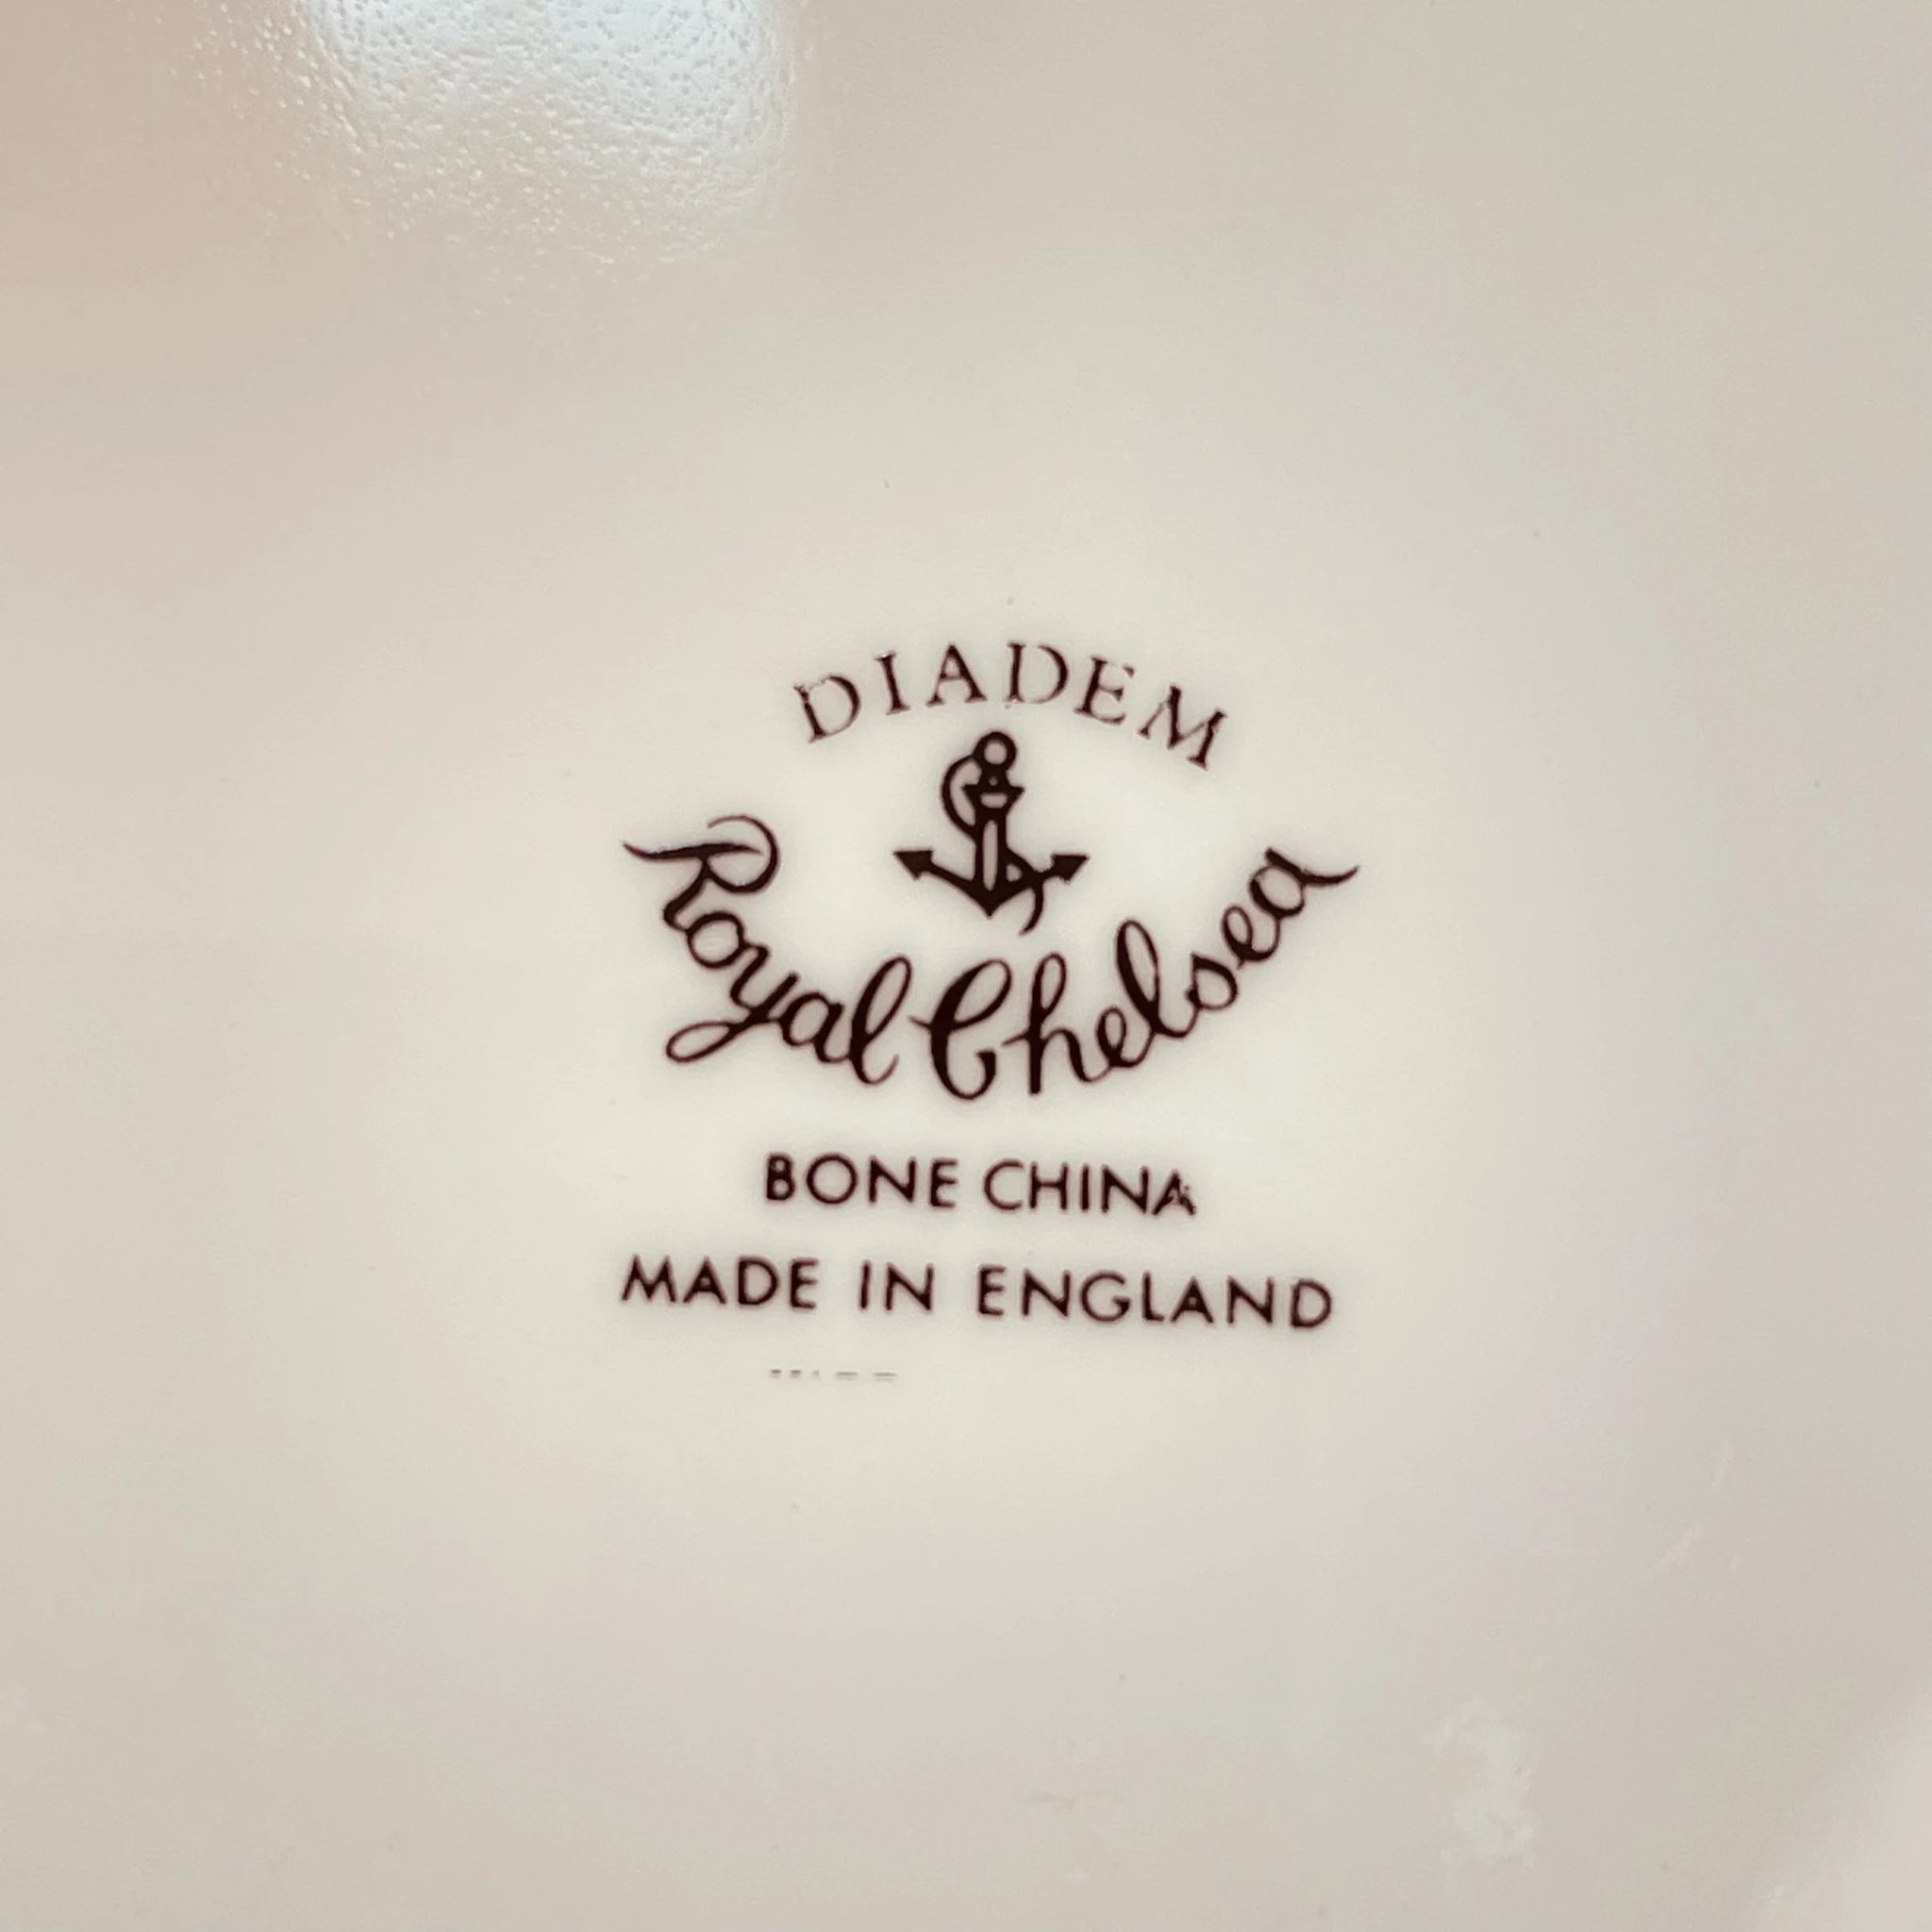 DIADEM
Royal Chelsea
BONE CHINA
MADE IN ENGLAND